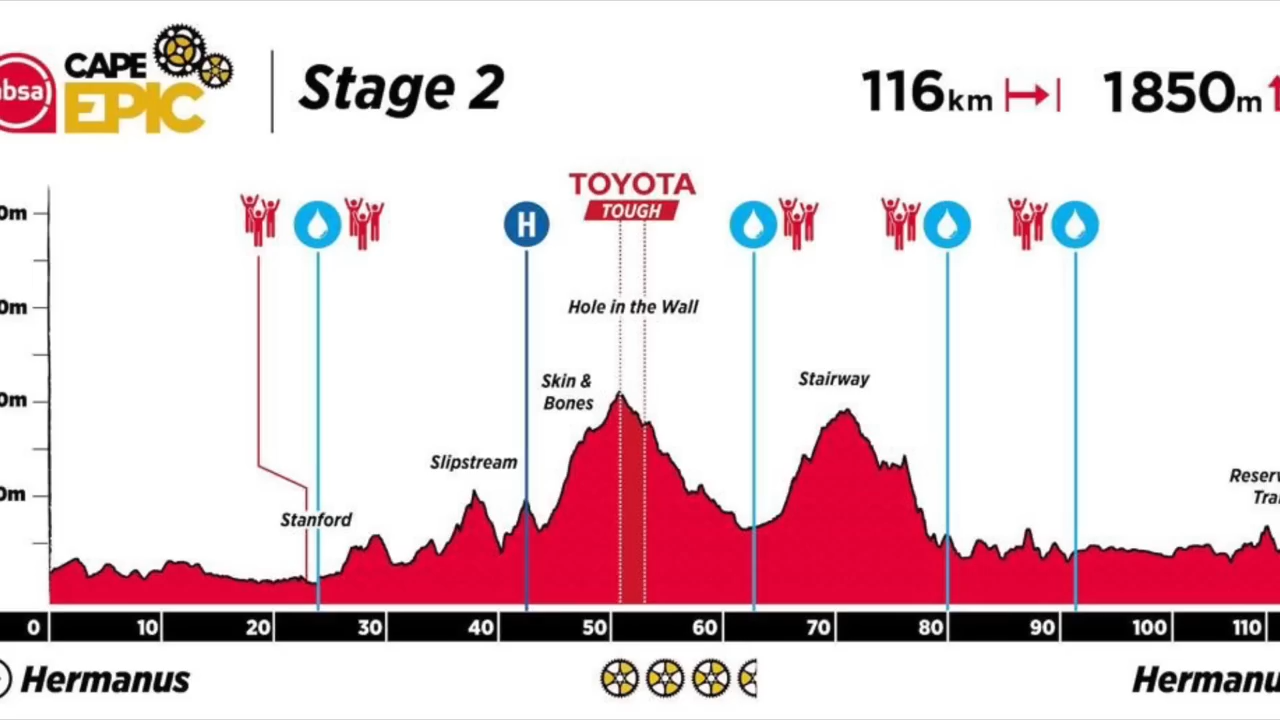 absa
CAPE
EPIC
Stage 2
116km
1850m
TOYOTA
TOUGH
H
0m
0m
0m
0m
Hole in the Wall
Skin &
Bones
Stairway
Slipstream
Stanford
0 10 20 30 40 50 60 70 80 90 100 110
Hermanus